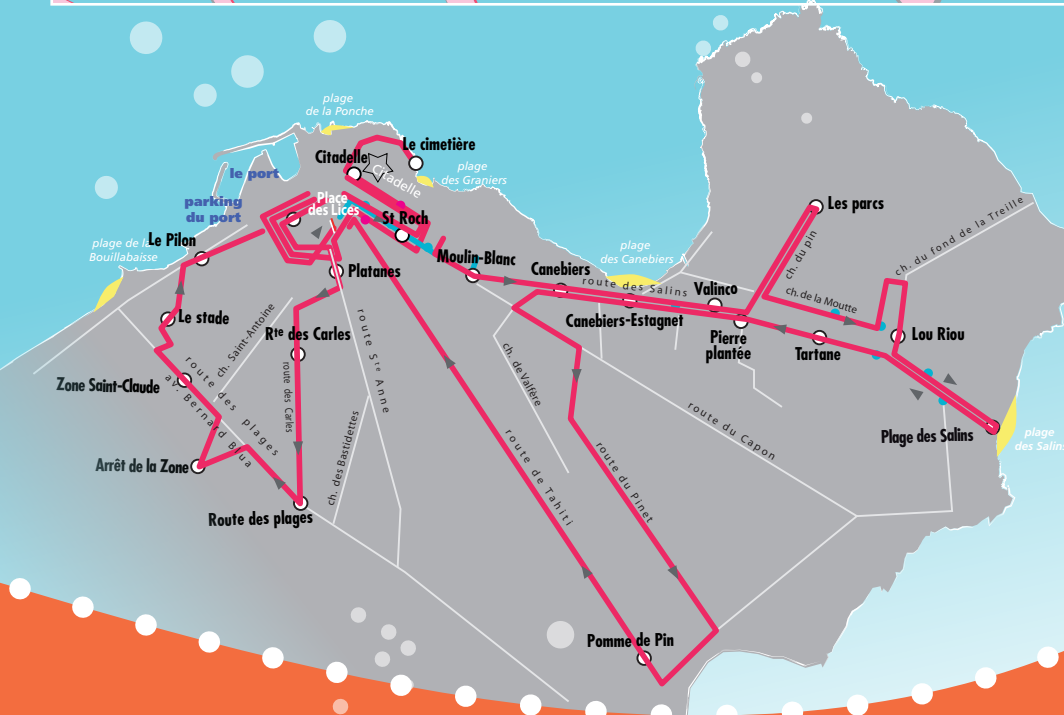 plage
de la Ponche
Le cimetière
Citadelle
Citadelle
plage
des Graniers
le port
parking
du port
Place
des Lices
St Roch
Le Pilon
plage de la
Bouillabaisse
Platanes
Moulin-Blanc
Canebiers
plage
des Canebiers
route des Salins
Valinco
Canebiers-Estagnet
Pierre
plantée
Les parcs
ch. du pin
ch. du fond de la Treille
ch. de la Moutte
Tartane
Lou Riou
Plage des Salins
plage
des Salins
Le stade
ch. Saint-Antoine
Rte des Carles
route des Carles
route Ste Anne
Zone Saint-Claude
route des plages
av. Bernard Blua
Arrêt de la Zone
ch. des Bastidettes
Route des plages
ch. de Valfère
route du Capon
route de Tahiti
route du Pinet
Pomme de Pin